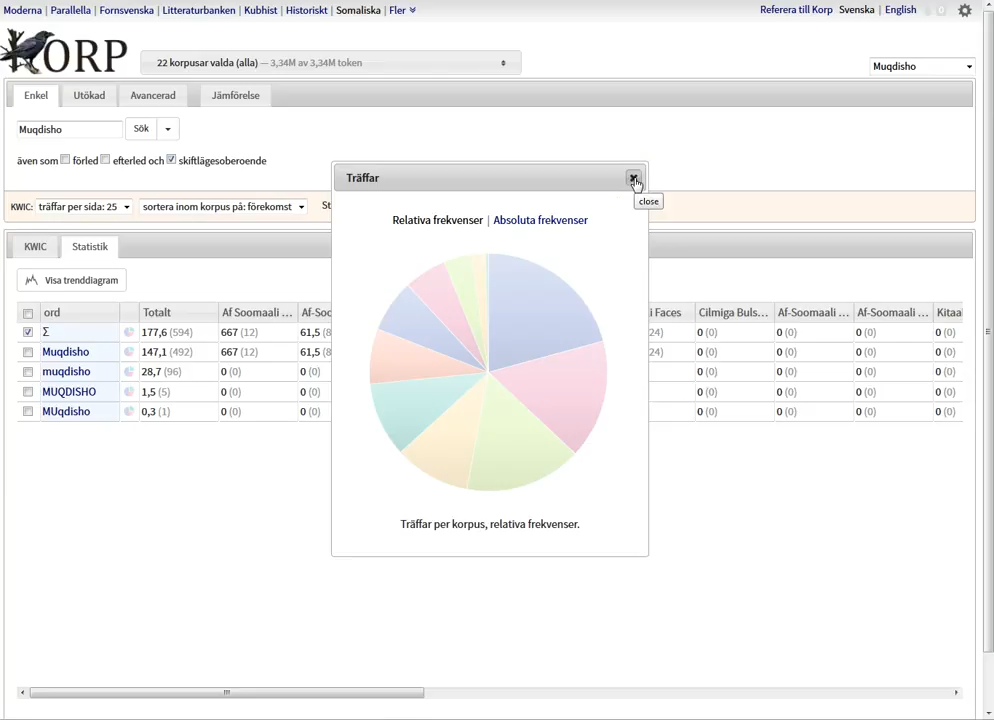 Moderna | Parallella | Fornsvenska | Litteraturbanken | Kubhist | Historiskt | Somaliska | Fler
Referera till Korp Svenska | English
KORP
22 korpusar valda (alla) — 3,34M av 3,34M token
Muqdisho
Enkel Utökad Avancerad Jämförelse
Muqdisho Sök
även som förled efterled och skiftlägesoberoende
KWIC: träffar per sida: 25 sortera inom korpus på: förekomst St
Träffar
close
Relativa frekvenser | Absoluta frekvenser
Träffar per korpus, relativa frekvenser.
KWIC Statistik
Visa trenddiagram
ord Totalt Af Soomaali ... Af-Soo i Faces Cilmiga Buls... Af-Soomaali ... Af-Soomaali ... Kitaal
Σ 177,6 (594) 667 (12) 61,5 (8 24) 0 (0) 0 (0) 0 (0) 0 (0)
Muqdisho 147,1 (492) 667 (12) 61,5 (8 24) 0 (0) 0 (0) 0 (0) 0 (0)
muqdisho 28,7 (96) 0 (0) 0 (0) 0 (0) 0 (0) 0 (0) 0 (0)
MUQDISHO 1,5 (5) 0 (0) 0 (0) 0 (0) 0 (0) 0 (0) 0 (0)
MUqdisho 0,3 (1) 0 (0) 0 (0) 0 (0) 0 (0) 0 (0) 0 (0)